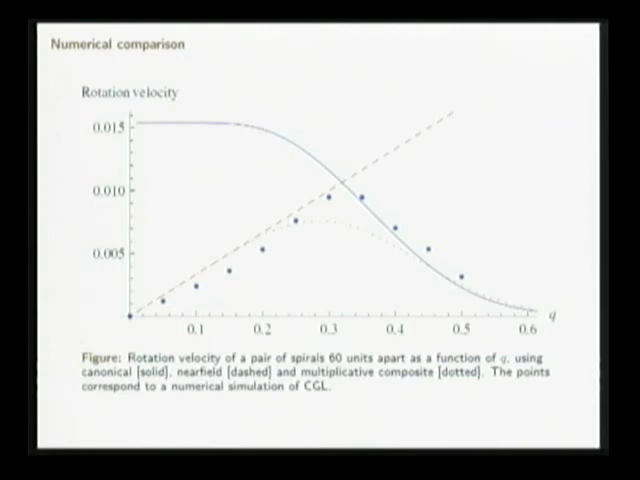 Numerical comparison
Rotation velocity
0.015
0.010
0.005
0.1 0.2 0.3 0.4 0.5 0.6 q
Figure: Rotation velocity of a pair of spirals 60 units apart as a function of q, using
canonical [solid], nearfield [dashed] and multiplicative composite [dotted]. The points
correspond to a numerical simulation of CGL.